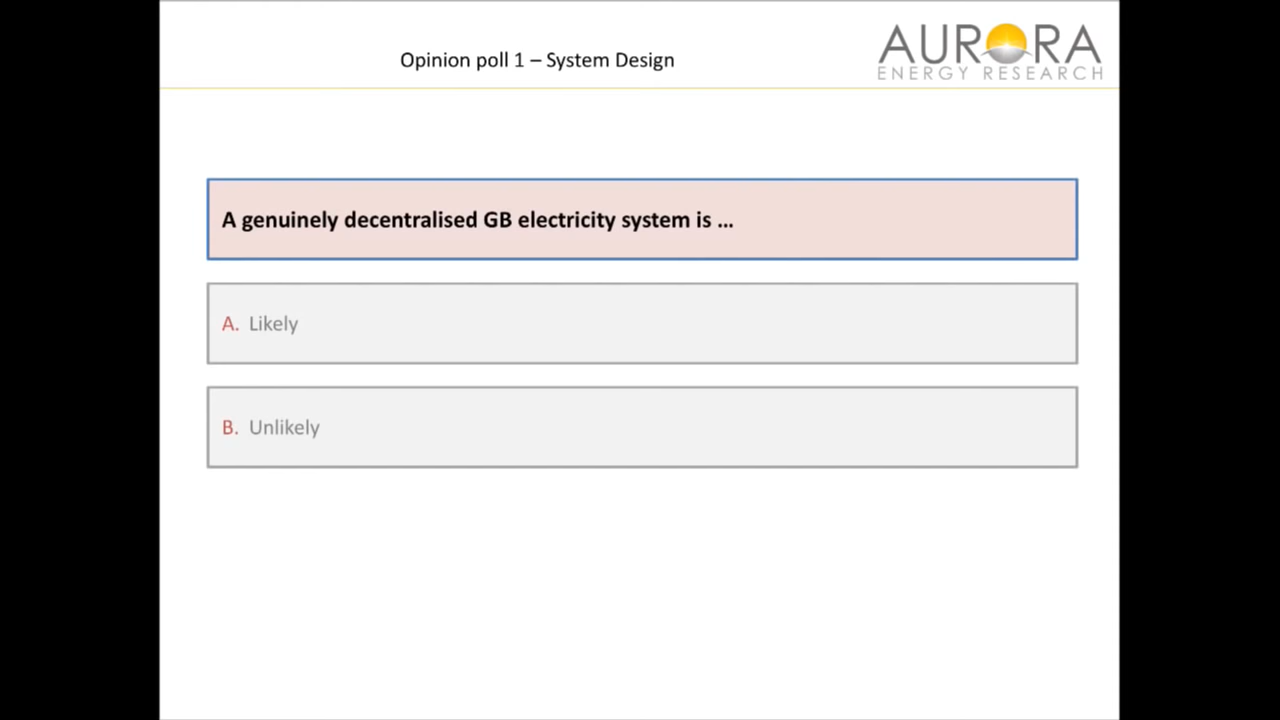 Opinion poll 1 – System Design
AURORA
ENERGY RESEARCH
A genuinely decentralised GB electricity system is ...
A. Likely
B. Unlikely